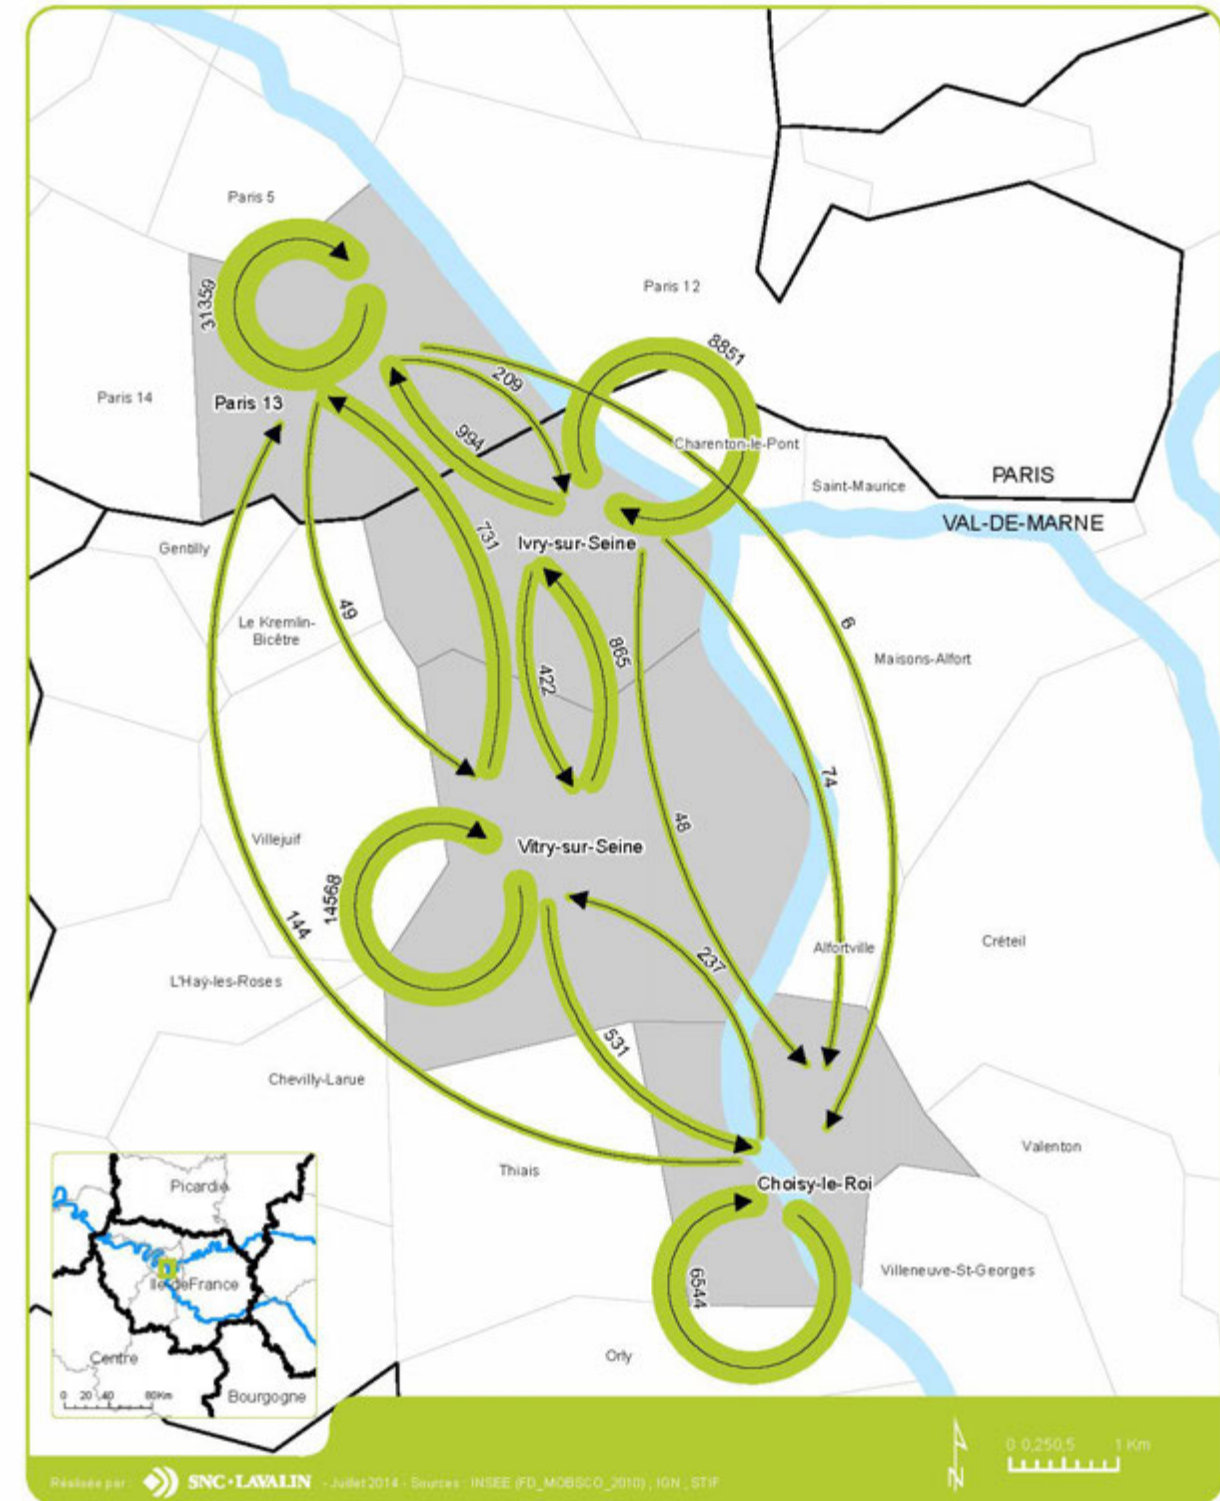 Paris 5
31359
Paris 12
8851
209
Paris 14
Paris 13
994
Charenton-le-Pont
PARIS
Saint-Maurice
VAL-DE-MARNE
731
Ivry-sur-Seine
Gentilly
49
Le Kremlin-
Bicêtre
6
865
422
Maisons-Alfort
74
48
Villejuif
Vitry-sur-Seine
14568
144
237
Alfortville
Créteil
L'Haÿ-les-Roses
531
Chevilly-Larue
Valenton
Thiais
Choisy-le-Roi
Picardie
6544
Villeneuve-St-Georges
Ile de France
Orly
Centre
Bourgogne
0 20 40 80Km
N
0 0,250,5 1 Km
Réalisée par : SNC•LAVALIN - Juillet 2014 - Sources : INSEE (FD_MOBSCO_2010) ; IGN ; STIF